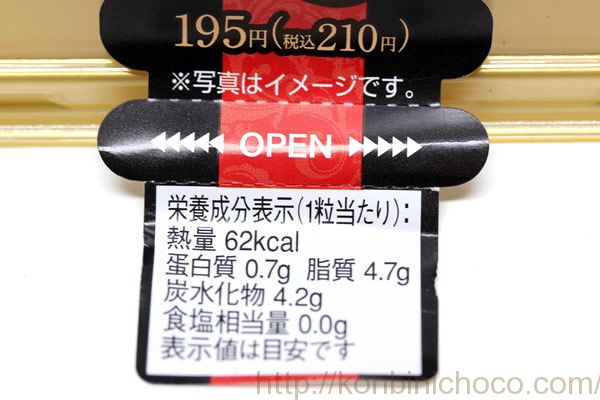 195円(税込210円)
※写真はイメージです。
OPEN
栄養成分表示(1粒当たり):
熱量 62kcal
蛋白質 0.7g 脂質 4.7g
炭水化物 4.2g
食塩相当量 0.0g
表示値は目安です
http://konbinichoco.com/